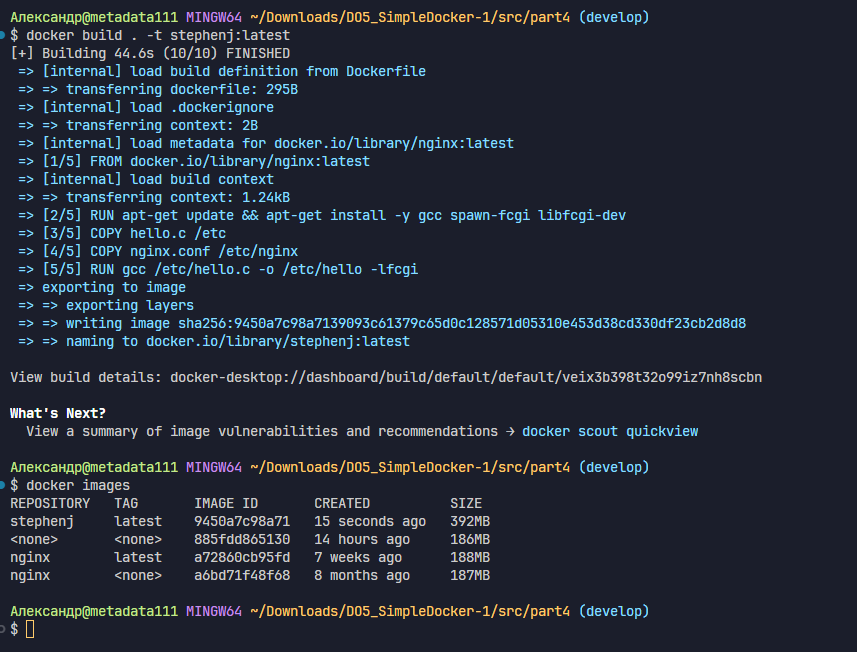 Александр@metadata111 MINGW64 ~/Downloads/DO5_SimpleDocker-1/src/part4 (develop)
$ docker build . -t stephenj:latest
[+] Building 44.6s (10/10) FINISHED
=> [internal] load build definition from Dockerfile
=> => transferring dockerfile: 295B
=> [internal] load .dockerignore
=> => transferring context: 2B
=> [internal] load metadata for docker.io/library/nginx:latest
=> [1/5] FROM docker.io/library/nginx:latest
=> [internal] load build context
=> => transferring context: 1.24kB
=> [2/5] RUN apt-get update && apt-get install -y gcc spawn-fcgi libfcgi-dev
=> [3/5] COPY hello.c /etc
=> [4/5] COPY nginx.conf /etc/nginx
=> [5/5] RUN gcc /etc/hello.c -o /etc/hello -lfcgi
=> exporting to image
=> => exporting layers
=> => writing image sha256:9450a7c98a7139093c61379c65d0c128571d05310e453d38cd330df23cb2d8d8
=> => naming to docker.io/library/stephenj:latest
View build details: docker-desktop://dashboard/build/default/default/veix3b398t32o99iz7nh8scbn
What's Next?
View a summary of image vulnerabilities and recommendations → docker scout quickview
Александр@metadata111 MINGW64 ~/Downloads/DO5_SimpleDocker-1/src/part4 (develop)
$ docker images
REPOSITORY TAG IMAGE ID CREATED SIZE
stephenj latest 9450a7c98a71 15 seconds ago 392MB
<none> <none> 885fdd865130 14 hours ago 186MB
nginx latest a72860cb95fd 7 weeks ago 188MB
nginx <none> a6bd71f48f68 8 months ago 187MB
Александр@metadata111 MINGW64 ~/Downloads/DO5_SimpleDocker-1/src/part4 (develop)
$